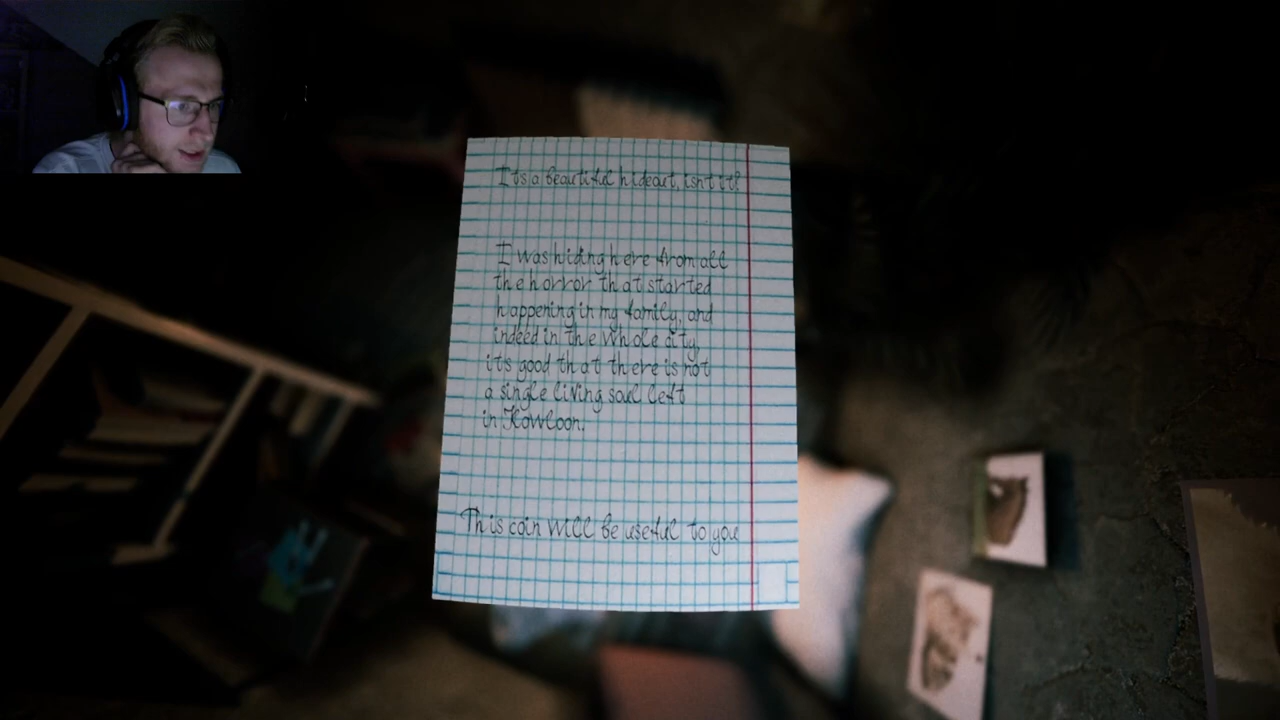 It's a beautiful hideout, isn't it?
I was hiding here from all
the horror that started
happening in my family, and
indeed in the whole city,
it's good that there is not
a single living soul left
in Kowloon.
This coin will be useful to you